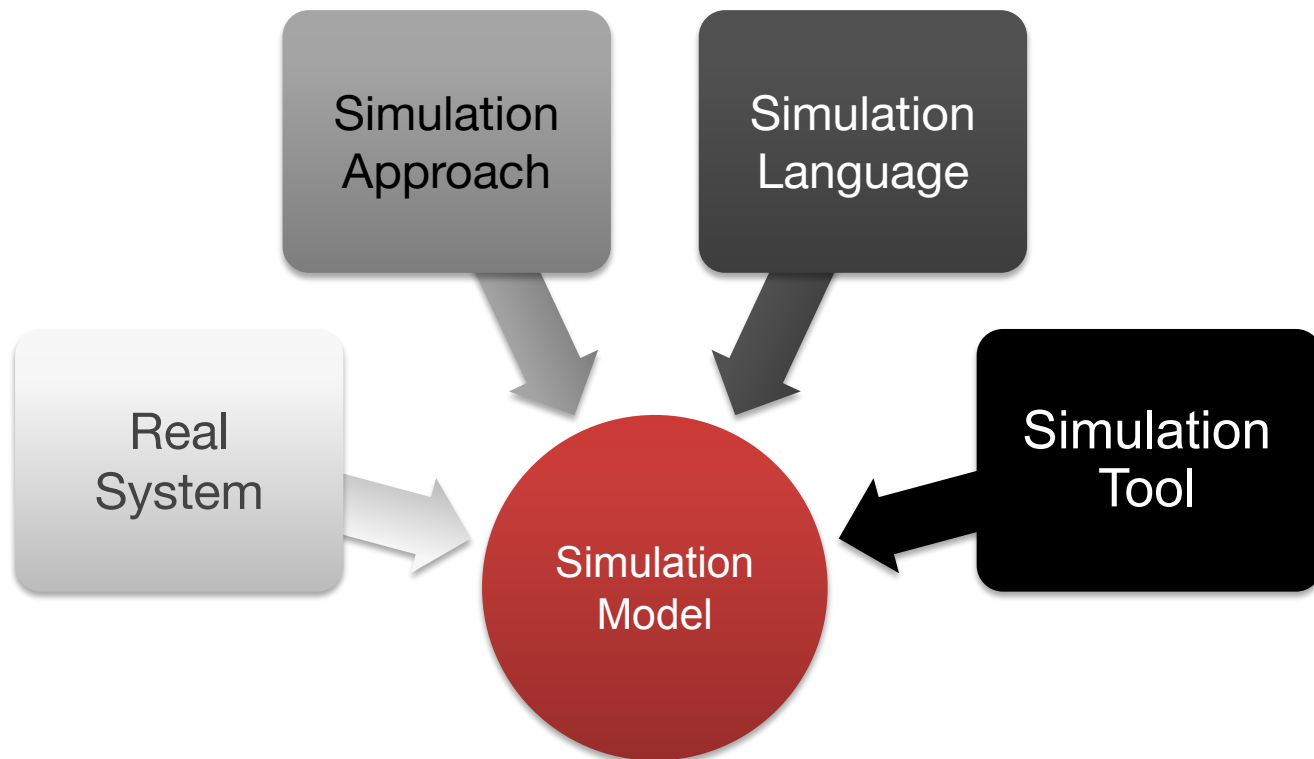 Simulation
Approach
Simulation
Language
Real
System
Simulation
Tool
Simulation
Model